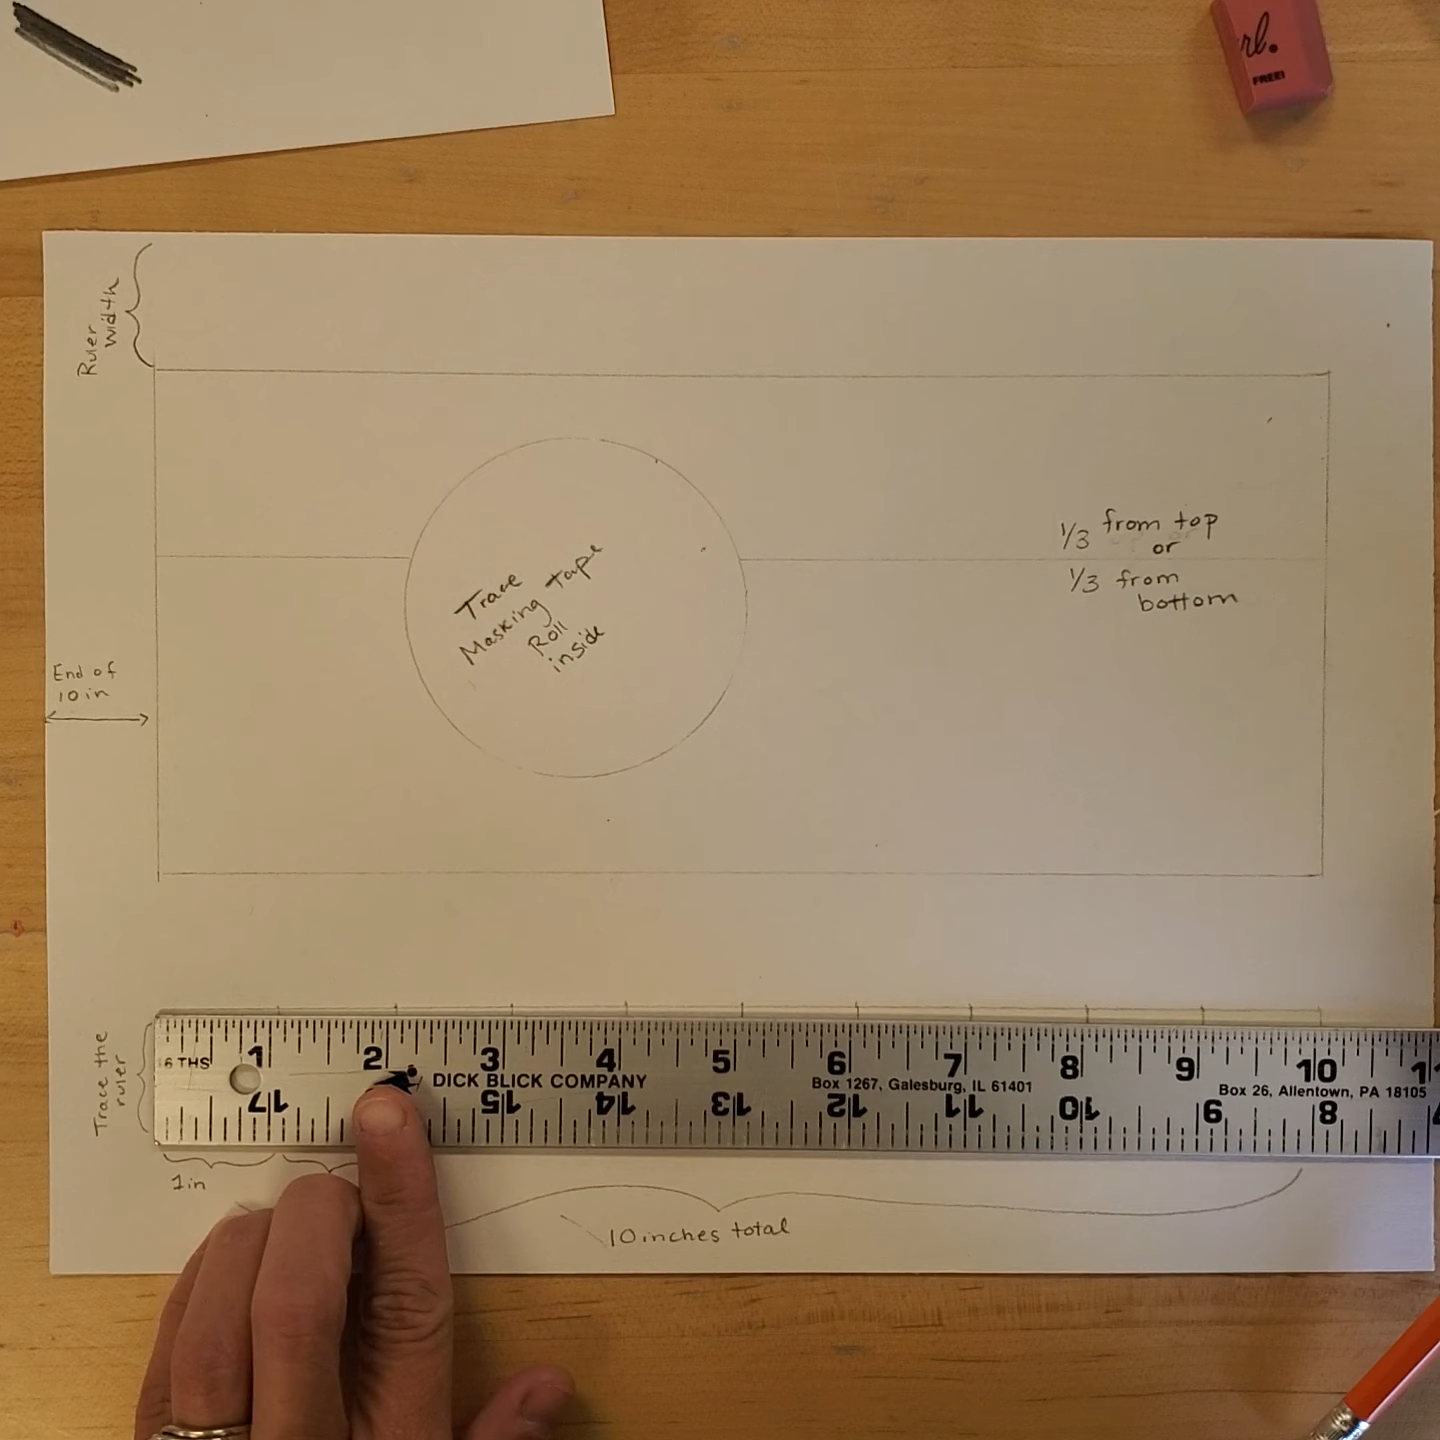 rl.
FREE!
Ruler
width
1/3 from top
or
1/3 from
bottom
Trace
Masking tape
Roll
inside
End of
10 in
Trace the
ruler
6 THS 1 2 3 4 5 6 7 8 9 10 1
DICK BLICK COMPANY Box 1267, Galesburg, IL 61401 Box 26, Allentown, PA 18105
17 15 14 13 12 11 10 9 8 7
1in
10 inches total